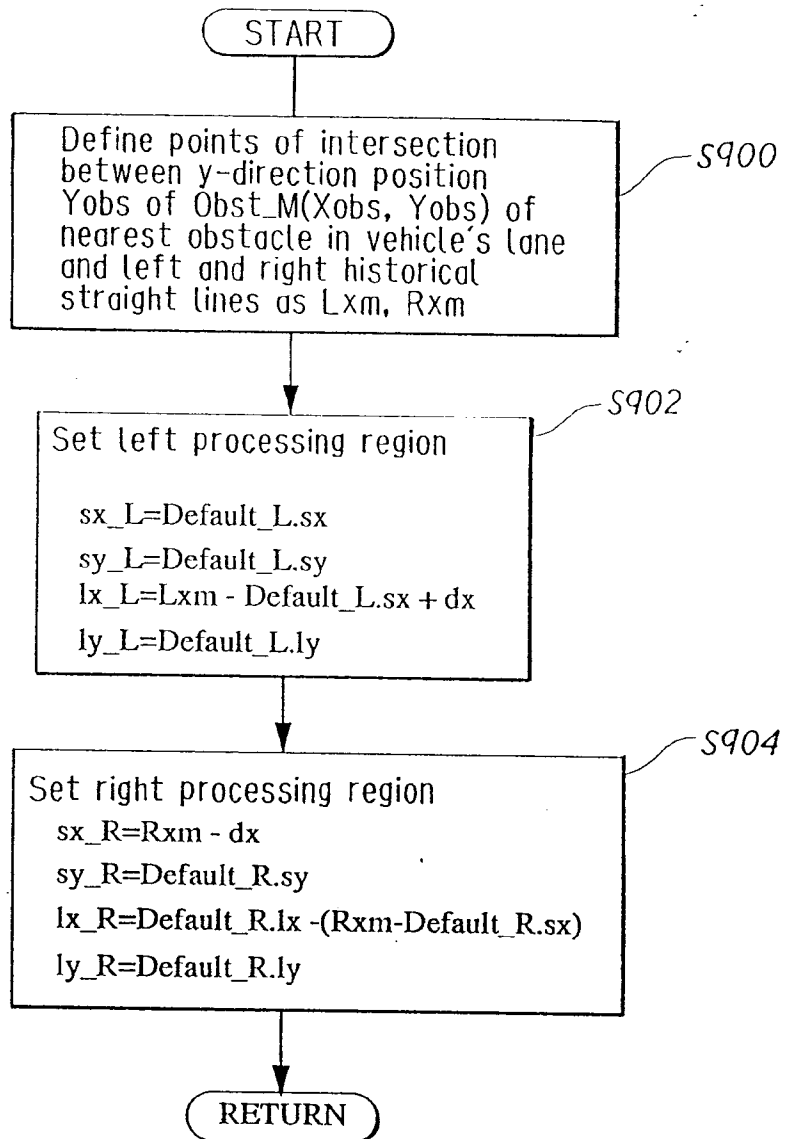 START
Define points of intersection
between y-direction position
Yobs of Obst_M(Xobs, Yobs) of
nearest obstacle in vehicle's lane
and left and right historical
straight lines as Lxm, Rxm
S900
Set left processing region
S902
sx_L=Default_L.sx
sy_L=Default_L.sy
lx_L=Lxm - Default_L.sx + dx
ly_L=Default_L.ly
Set right processing region
S904
sx_R=Rxm - dx
sy_R=Default_R.sy
lx_R=Default_R.lx -(Rxm-Default_R.sx)
ly_R=Default_R.ly
RETURN